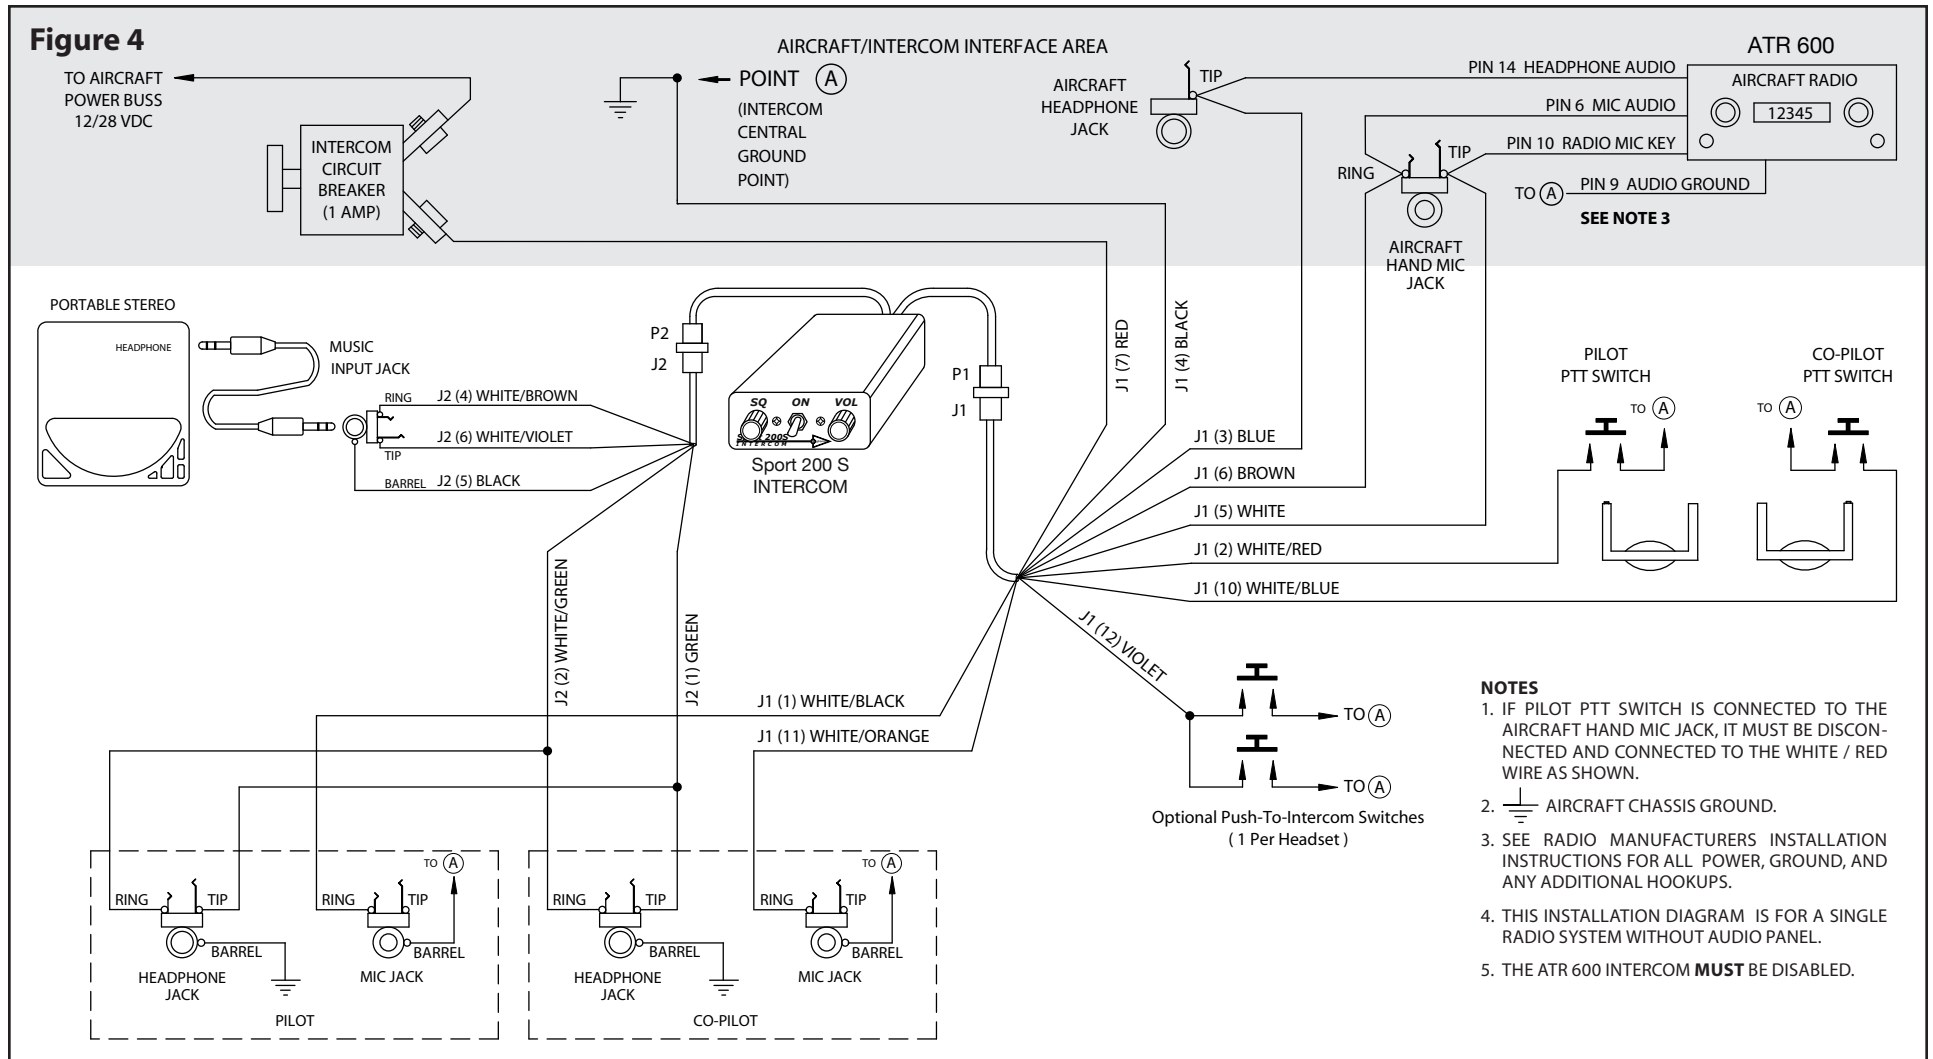 Figure 4
AIRCRAFT/INTERCOM INTERFACE AREA
TO AIRCRAFT
POWER BUSS
12/28 VDC
INTERCOM
CIRCUIT
BREAKER
(1 AMP)
POINT A
(INTERCOM
CENTRAL
GROUND
POINT)
AIRCRAFT
HEADPHONE
JACK
TIP
PIN 14 HEADPHONE AUDIO
PIN 6 MIC AUDIO
PIN 10 RADIO MIC KEY
TO A PIN 9 AUDIO GROUND
SEE NOTE 3
RING
TIP
AIRCRAFT
HAND MIC
JACK
ATR 600
AIRCRAFT RADIO
12345
PORTABLE STEREO
HEADPHONE
MUSIC
INPUT JACK
RING J2 (4) WHITE/BROWN
J2 (6) WHITE/VIOLET
TIP
BARREL J2 (5) BLACK
P2
J2
SQ ON VOL
INTERCOM
Sport 200 S
INTERCOM
P1
J1
J1 (7) RED
J1 (4) BLACK
J1 (3) BLUE
J1 (6) BROWN
J1 (5) WHITE
J1 (2) WHITE/RED
J1 (10) WHITE/BLUE
J1 (12) VIOLET
PILOT
PTT SWITCH
TO A
CO-PILOT
PTT SWITCH
TO A
J2 (2) WHITE/GREEN
J2 (1) GREEN
J1 (1) WHITE/BLACK
J1 (11) WHITE/ORANGE
TO A
TO A
Optional Push-To-Intercom Switches
( 1 Per Headset )
RING
TIP
BARREL
HEADPHONE
JACK
RING
TIP
TO A
BARREL
MIC JACK
PILOT
RING
TIP
BARREL
HEADPHONE
JACK
RING
TIP
TO A
BARREL
MIC JACK
CO-PILOT
NOTES
1. IF PILOT PTT SWITCH IS CONNECTED TO THE
AIRCRAFT HAND MIC JACK, IT MUST BE DISCON-
NECTED AND CONNECTED TO THE WHITE / RED
WIRE AS SHOWN.
2. AIRCRAFT CHASSIS GROUND.
3. SEE RADIO MANUFACTURERS INSTALLATION
INSTRUCTIONS FOR ALL POWER, GROUND, AND
ANY ADDITIONAL HOOKUPS.
4. THIS INSTALLATION DIAGRAM IS FOR A SINGLE
RADIO SYSTEM WITHOUT AUDIO PANEL.
5. THE ATR 600 INTERCOM MUST BE DISABLED.